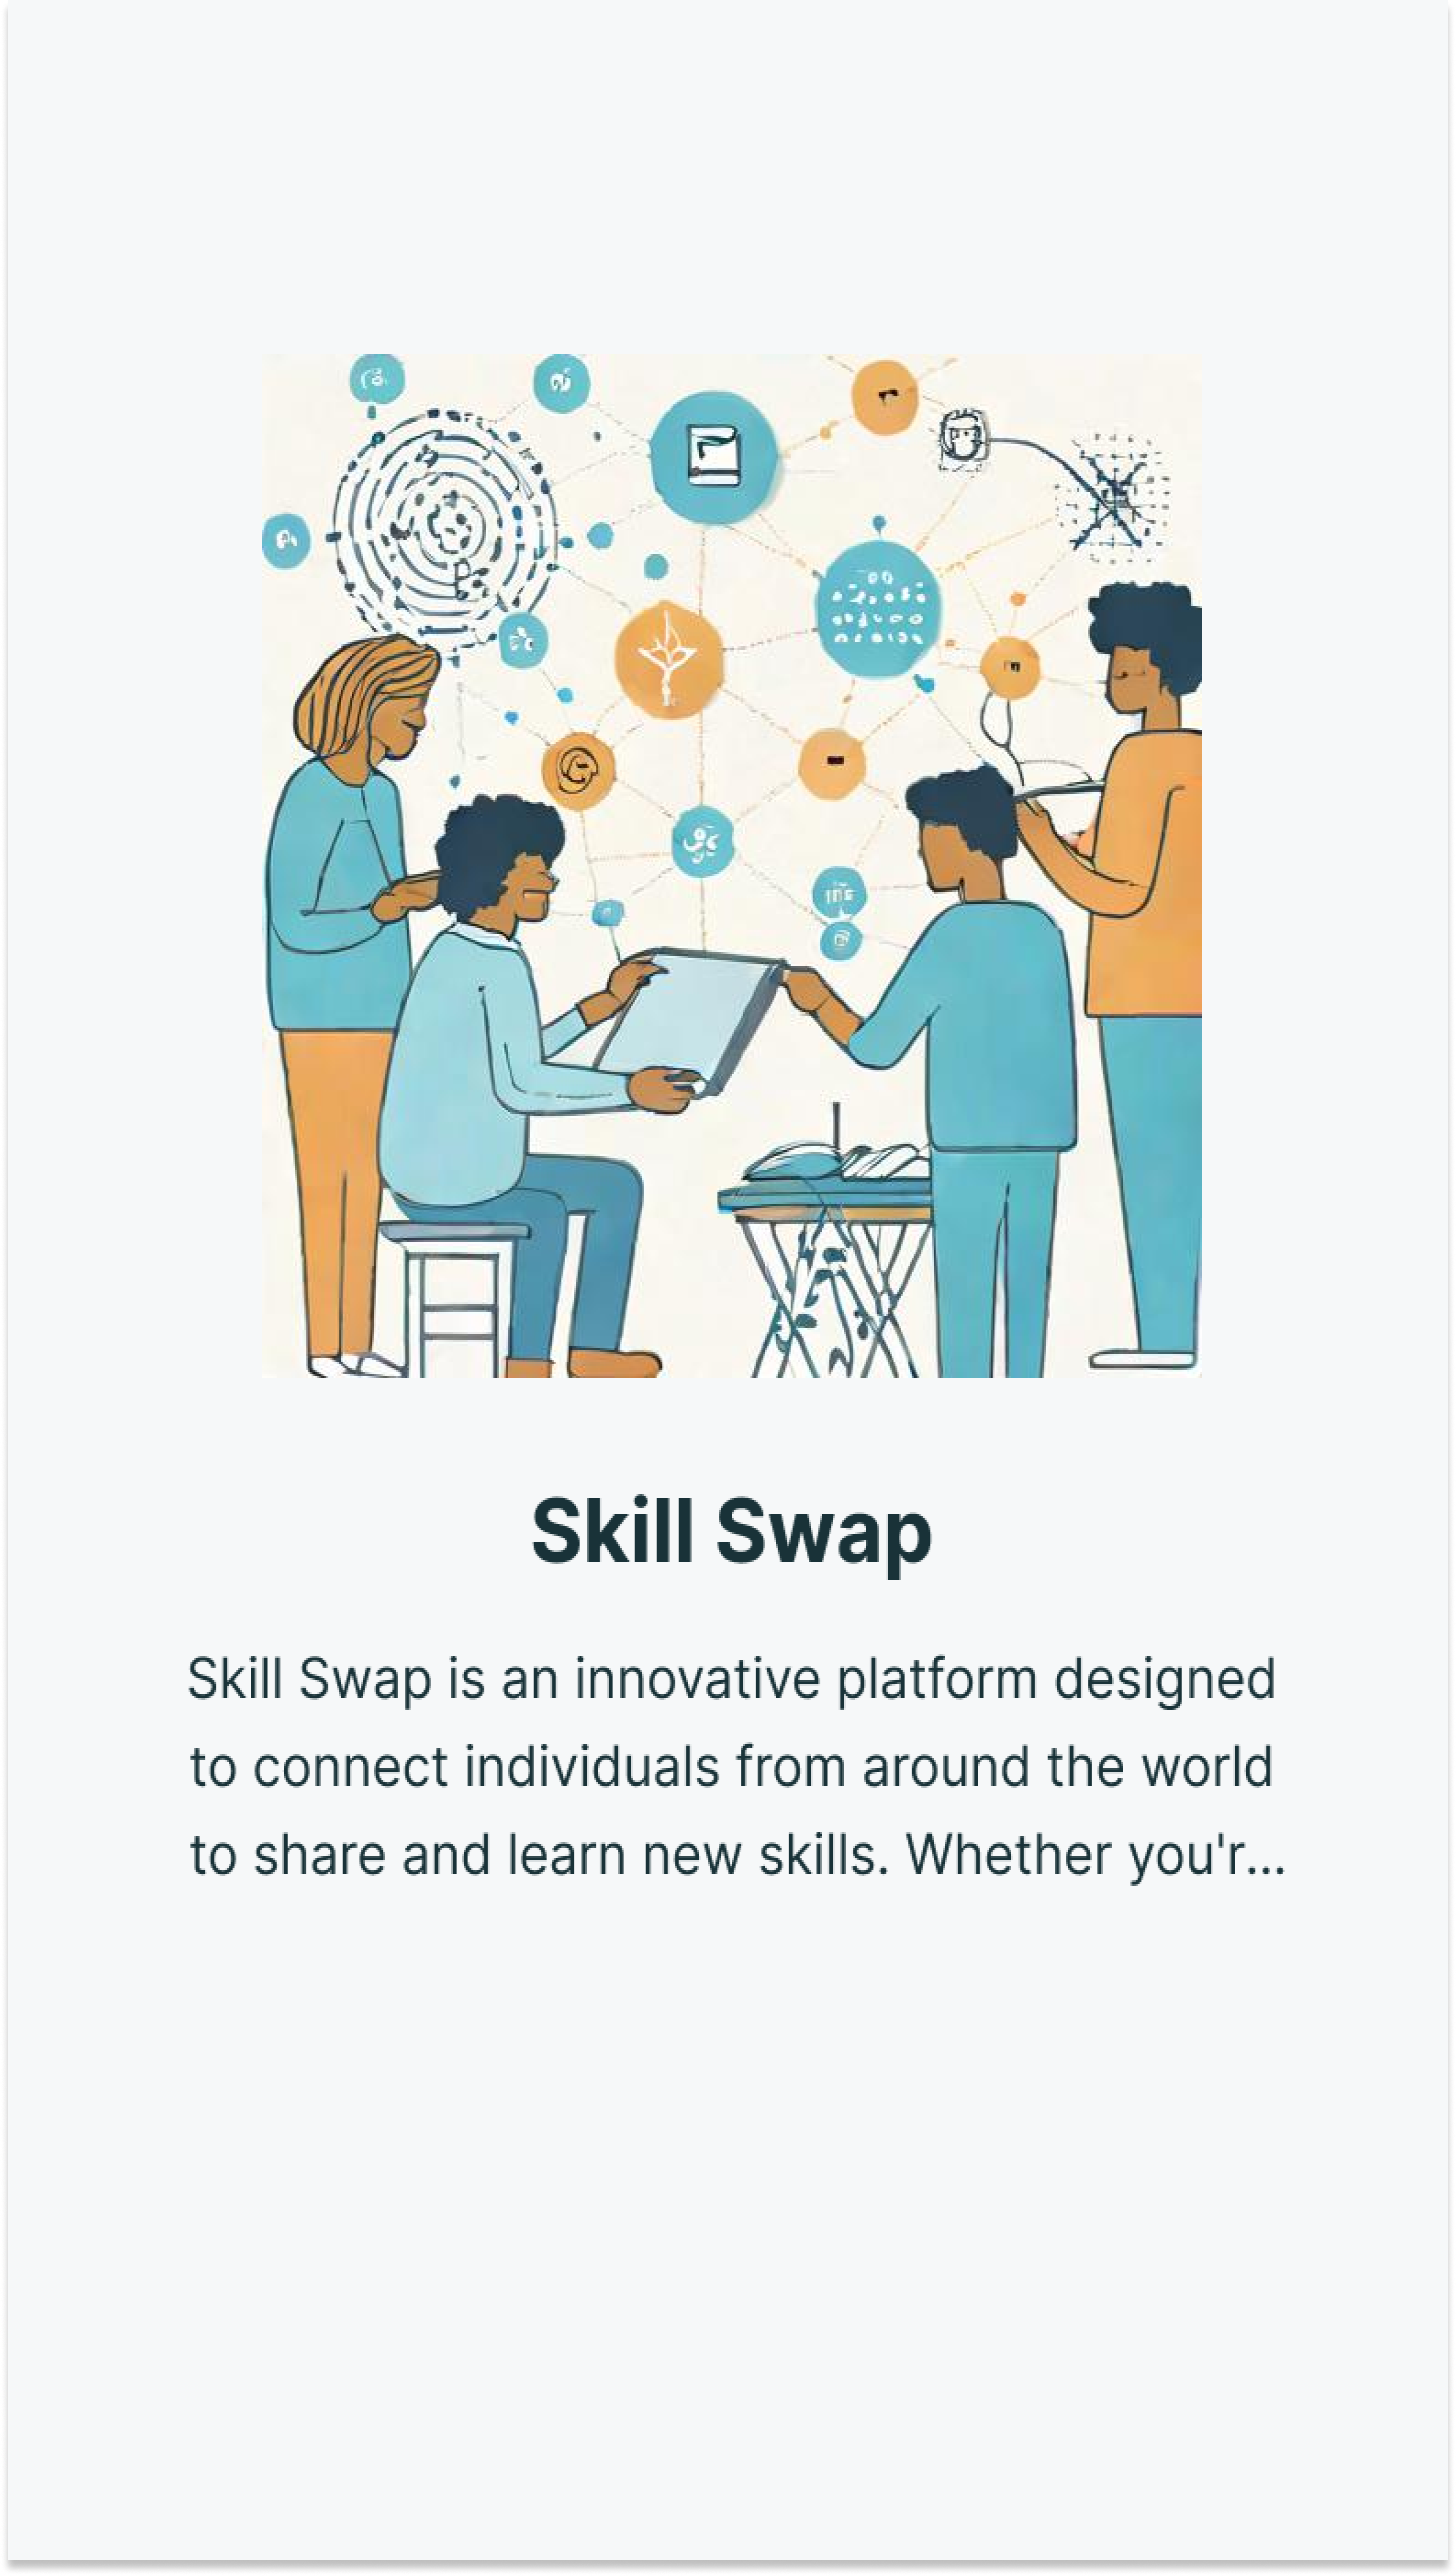 Skill Swap
Skill Swap is an innovative platform designed
to connect individuals from around the world
to share and learn new skills. Whether you'r...